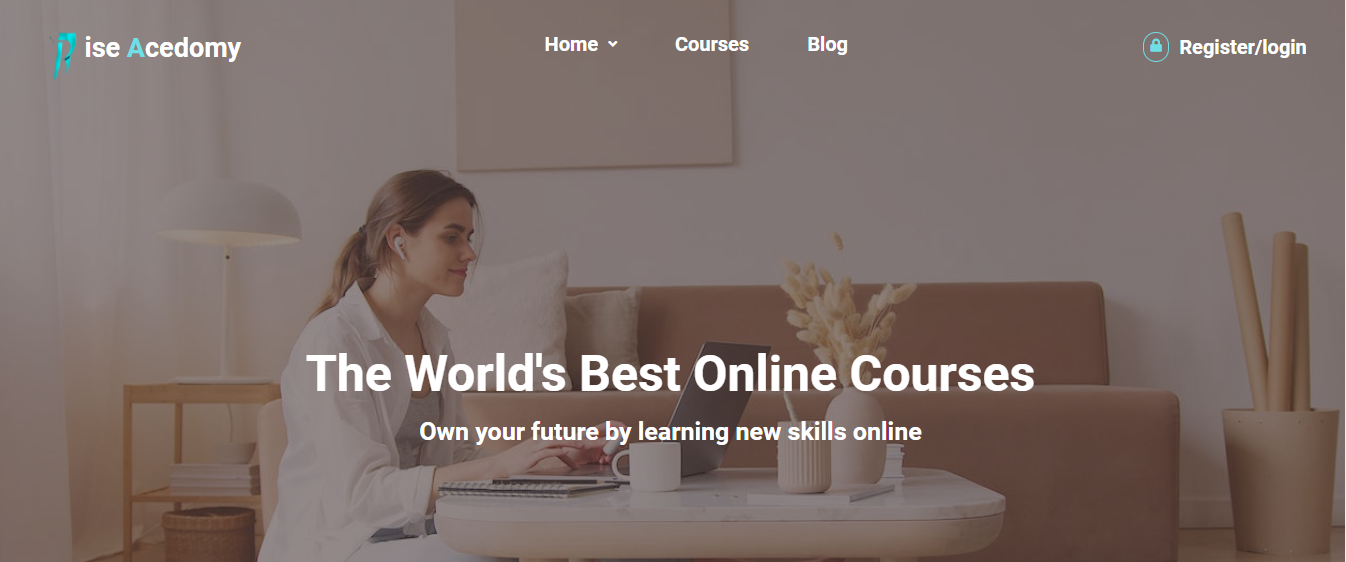 Rise Acedomy
Home
Courses
Blog
Register/login
The World's Best Online Courses
Own your future by learning new skills online